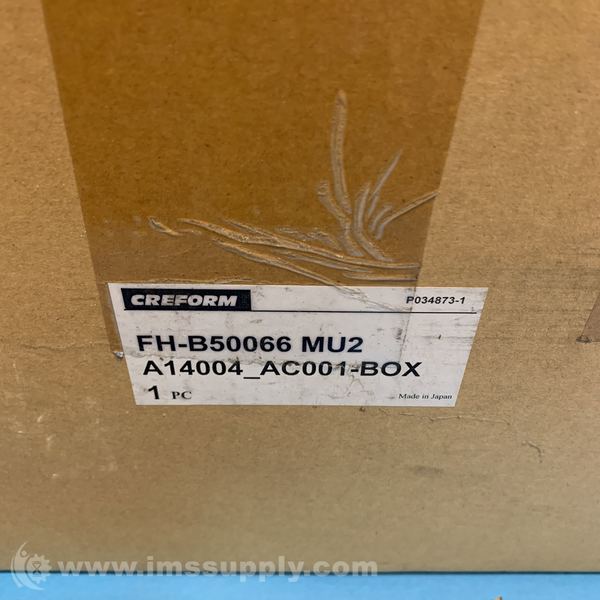 CREFORM P034873-1
FH-B50066 MU2
A14004_AC001-BOX
1 PC Made in Japan
www.imssupply.com